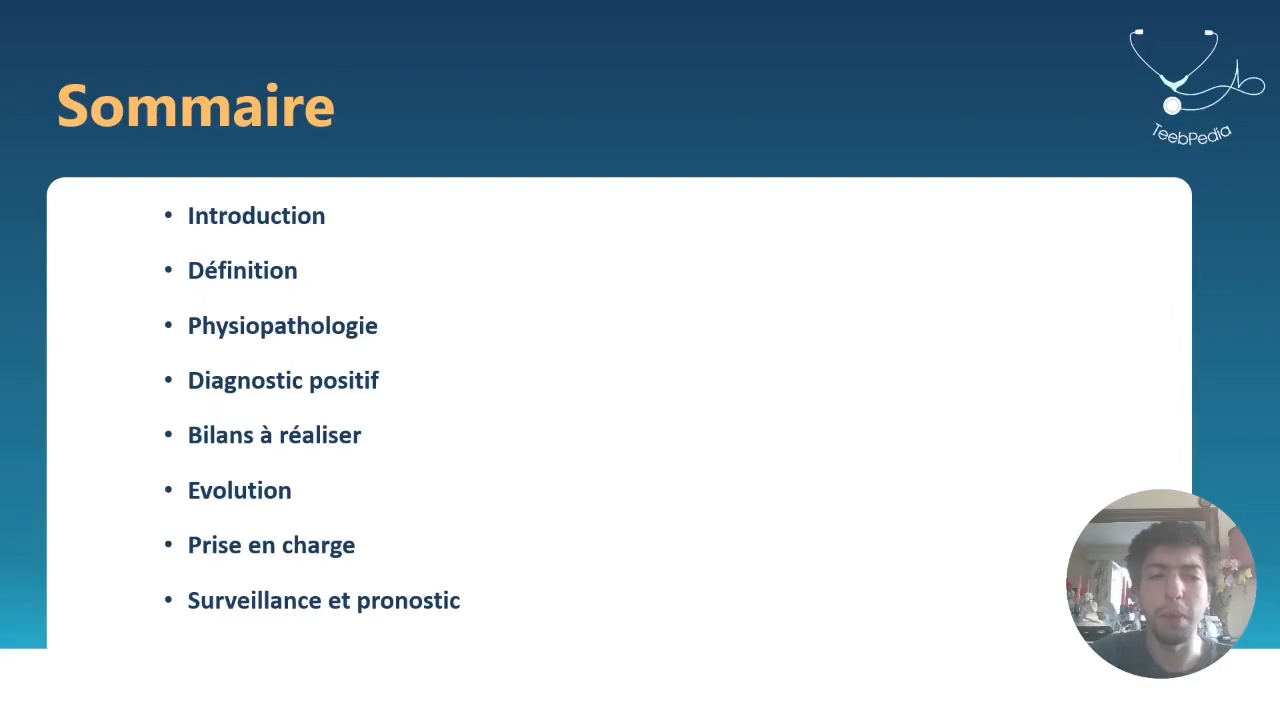 Sommaire
TeebPedia
• Introduction
• Définition
• Physiopathologie
• Diagnostic positif
• Bilans à réaliser
• Evolution
• Prise en charge
• Surveillance et pronostic